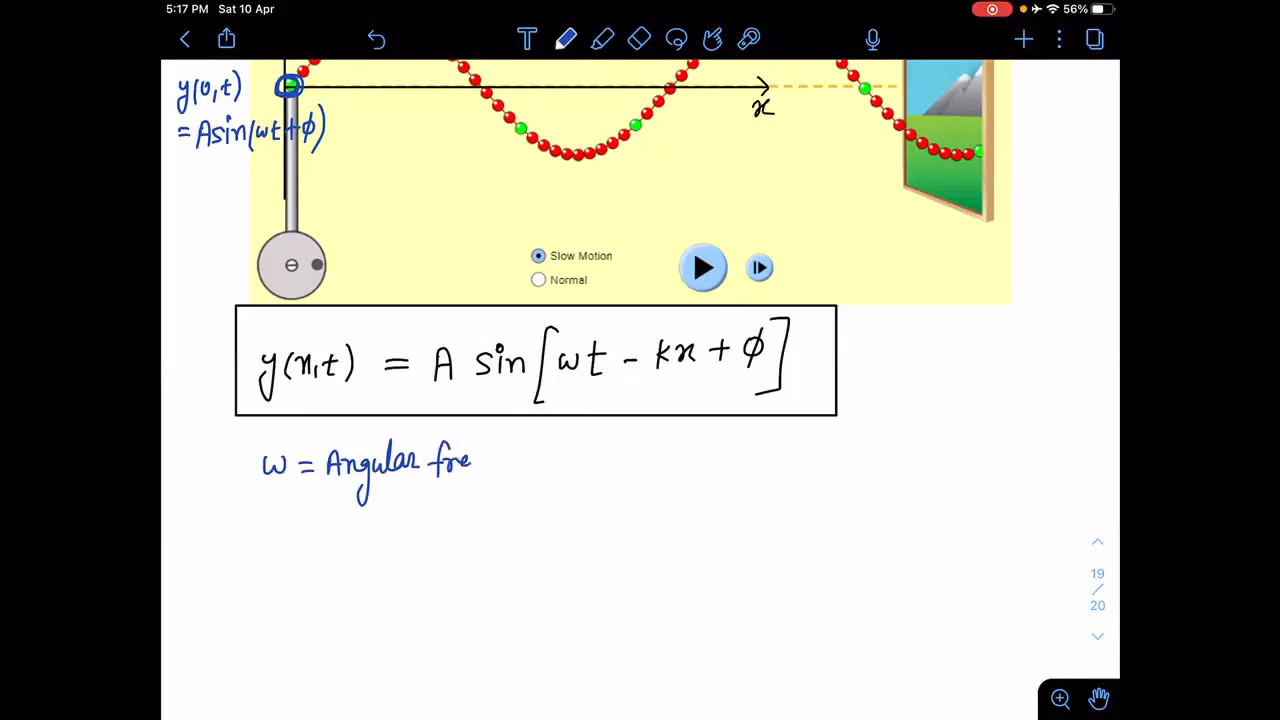 5:17 PM Sat 10 Apr
56%
y(0,t)
= A sin(ωt+φ)
x
Slow Motion
Normal
y(x,t) = A sin[ωt - kx + φ]
ω = Angular fre
19
/
20